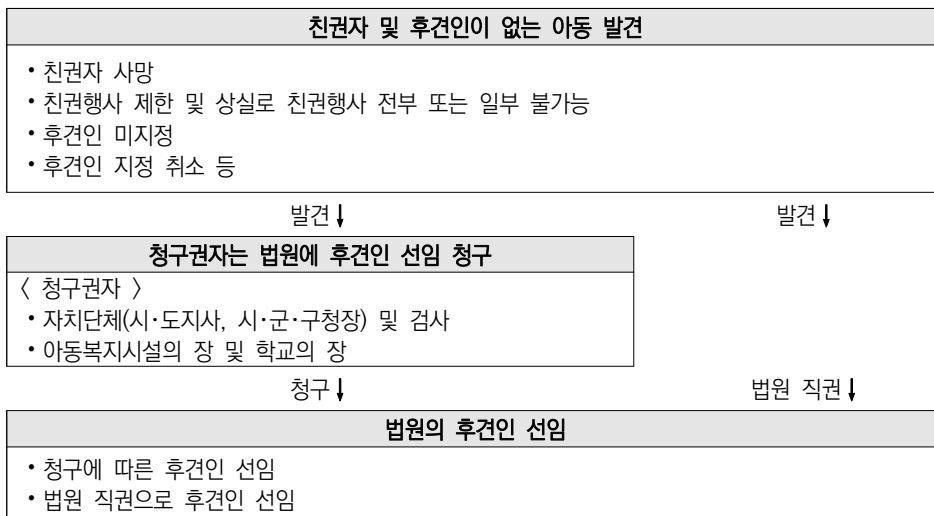 친권자 및 후견인이 없는 아동 발견
• 친권자 사망
• 친권행사 제한 및 상실로 친권행사 전부 또는 일부 불가능
• 후견인 미지정
• 후견인 지정 취소 등
발견↓ 발견↓
청구권자는 법원에 후견인 선임 청구
〈 청구권자 〉
• 자치단체(시·도지사, 시·군·구청장) 및 검사
• 아동복지시설의 장 및 학교의 장
청구↓ 법원 직권↓
법원의 후견인 선임
• 청구에 따른 후견인 선임
• 법원 직권으로 후견인 선임